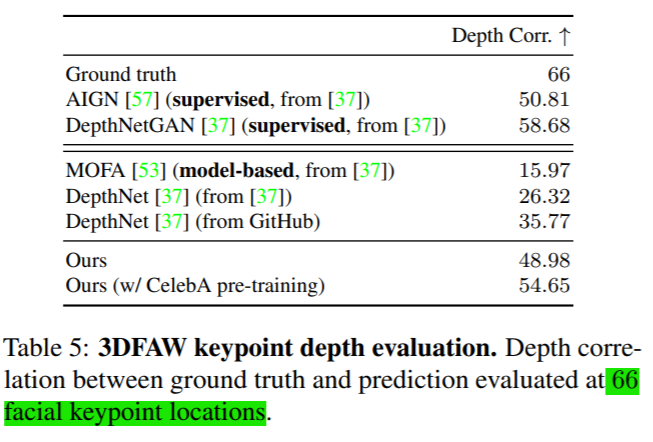 Depth Corr. ↑
Ground truth 66
AIGN [57] (supervised, from [37]) 50.81
DepthNetGAN [37] (supervised, from [37]) 58.68
MOFA [53] (model-based, from [37]) 15.97
DepthNet [37] (from [37]) 26.32
DepthNet [37] (from GitHub) 35.77
Ours 48.98
Ours (w/ CelebA pre-training) 54.65
Table 5: 3DFAW keypoint depth evaluation. Depth corre-
lation between ground truth and prediction evaluated at 66
facial keypoint locations.